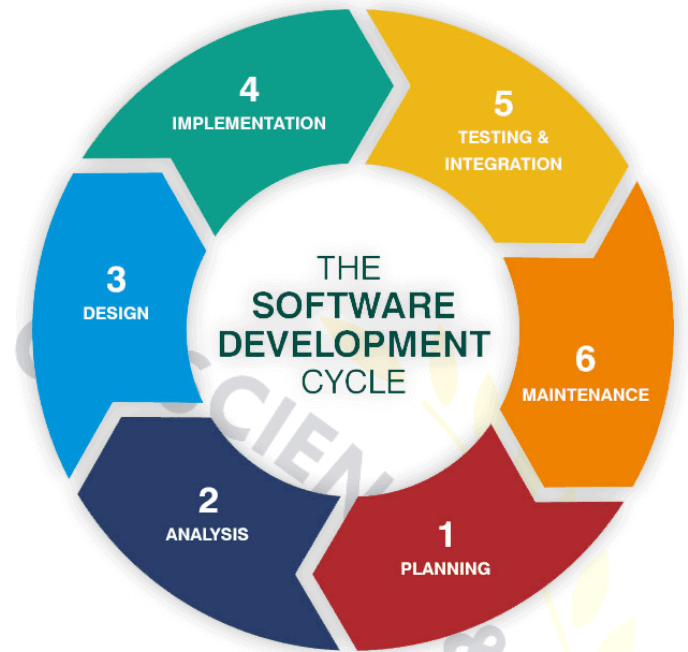 THE
SOFTWARE
DEVELOPMENT
CYCLE
1
PLANNING
2
ANALYSIS
3
DESIGN
4
IMPLEMENTATION
5
TESTING &
INTEGRATION
6
MAINTENANCE
&